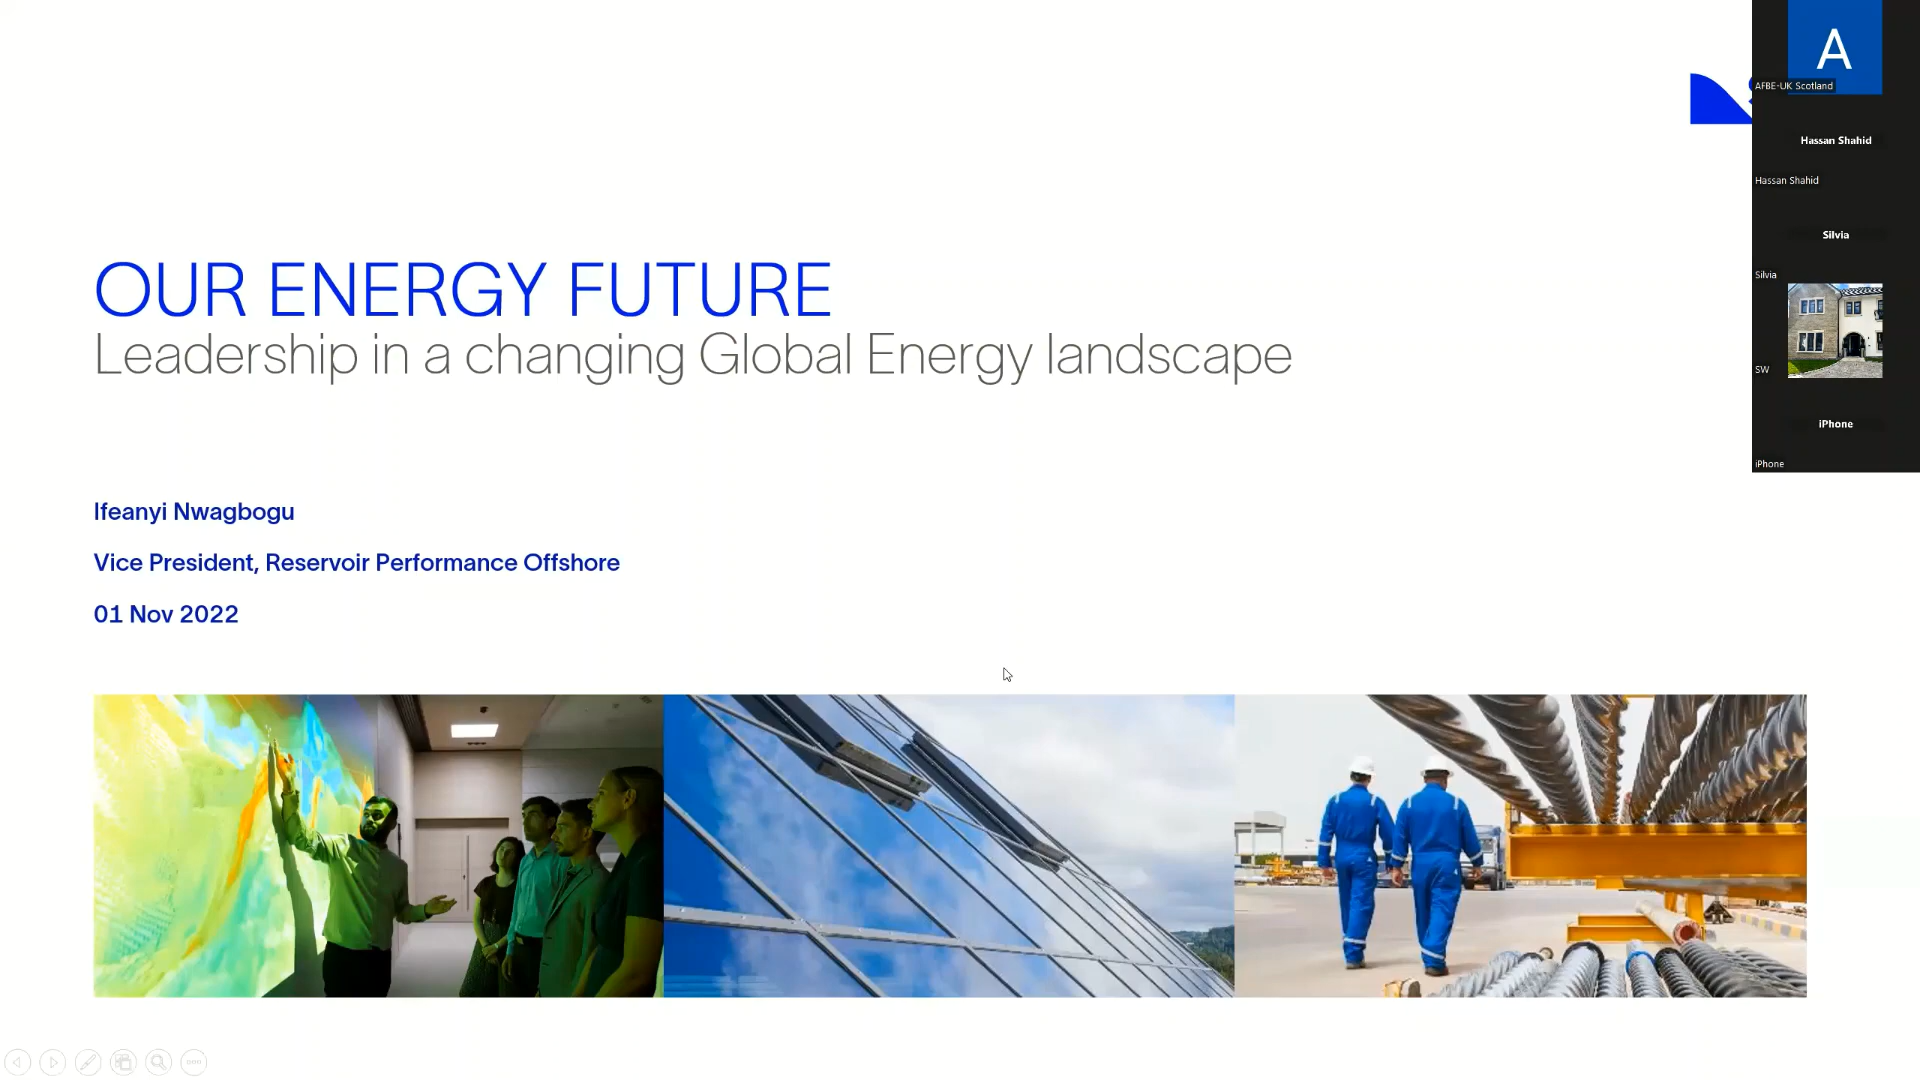 A
AFBE-UK Scotland
Hassan Shahid
Hassan Shahid
Silvia
Silvia
SW
iPhone
iPhone
OUR ENERGY FUTURE
Leadership in a changing Global Energy landscape
Ifeanyi Nwagbogu
Vice President, Reservoir Performance Offshore
01 Nov 2022